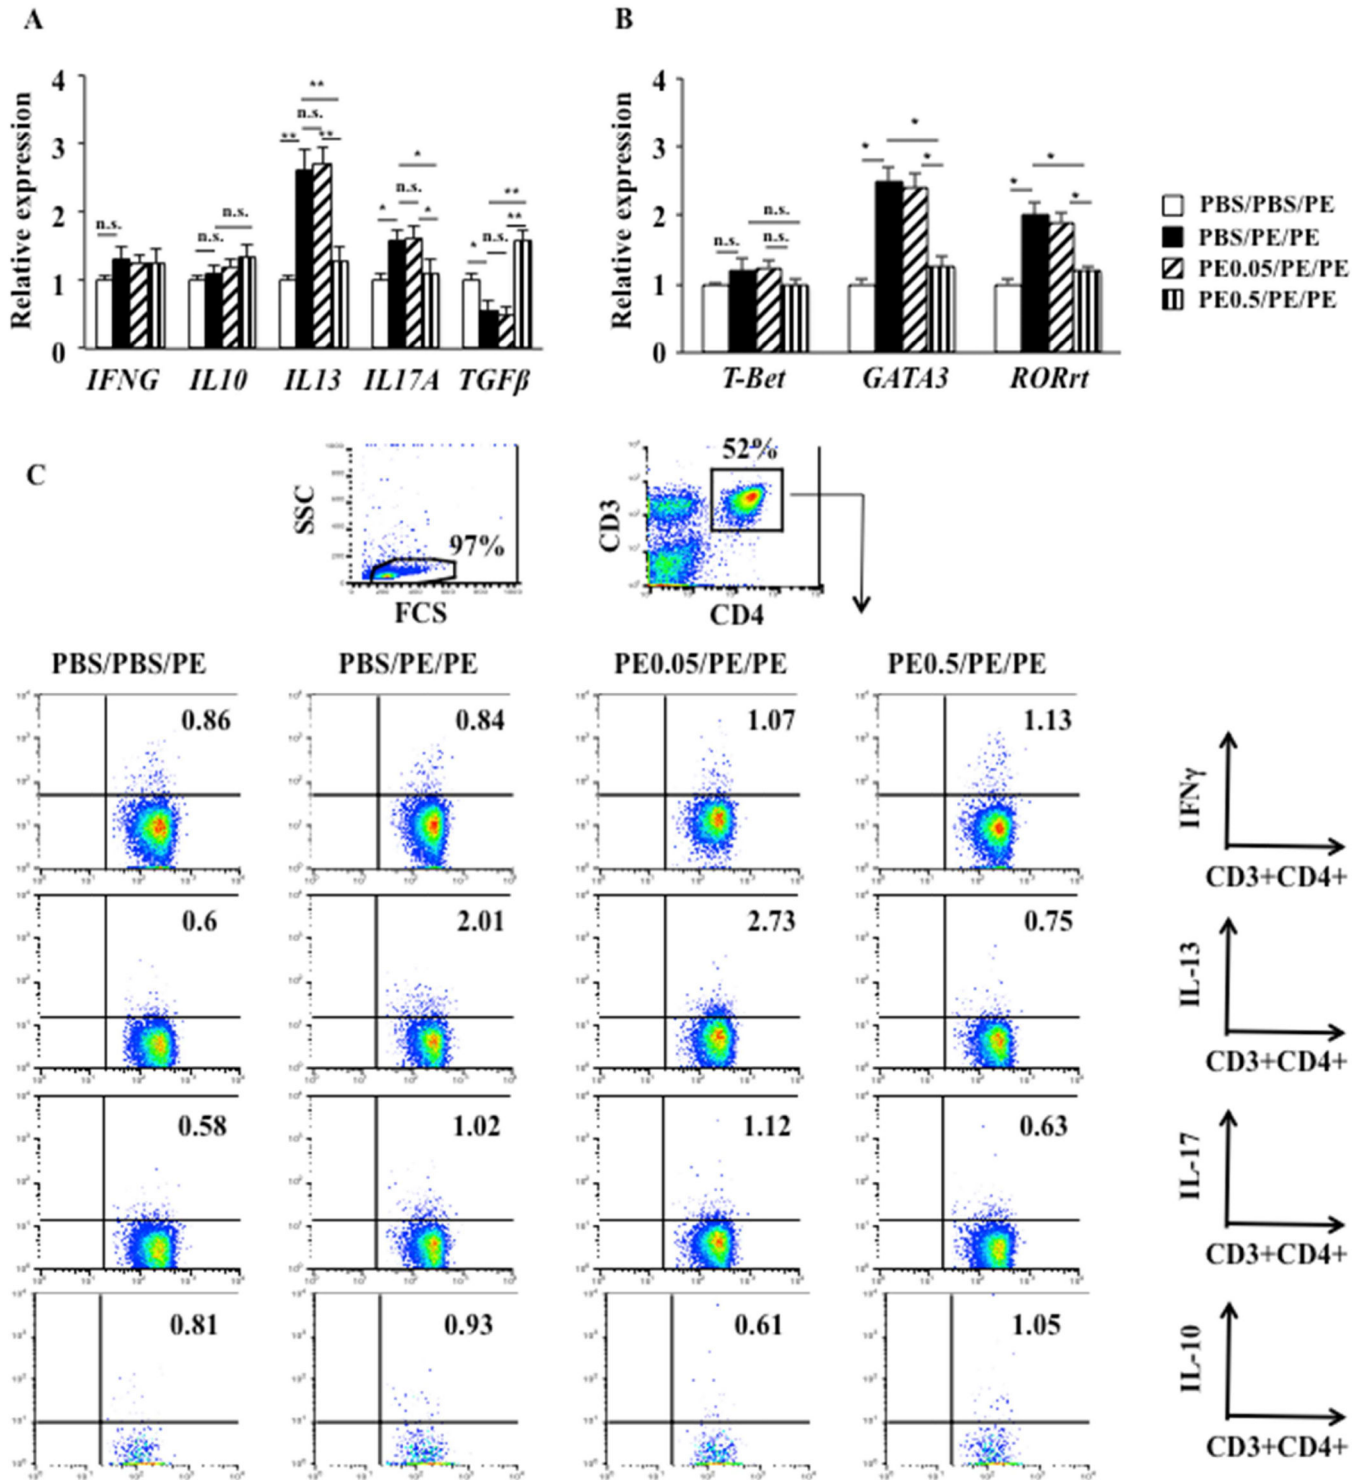 A
B
Relative expression
4
3
2
1
0
n.s.
n.s.
n.s.
**
n.s.
**
**
*
n.s.
*
*
*
n.s.
**
**
IFNG IL10 IL13 IL17A TGFβ
Relative expression
4
3
2
1
0
n.s.
n.s.
n.s.
*
*
*
*
*
*
T-Bet GATA3 RORrt
PBS/PBS/PE
PBS/PE/PE
PE0.05/PE/PE
PE0.5/PE/PE
C
SSC
97%
FCS
CD3
52%
CD4
PBS/PBS/PE PBS/PE/PE PE0.05/PE/PE PE0.5/PE/PE
0.86 0.84 1.07 1.13
IFNγ
CD3+CD4+
0.6 2.01 2.73 0.75
IL-13
CD3+CD4+
0.58 1.02 1.12 0.63
IL-17
CD3+CD4+
0.81 0.93 0.61 1.05
IL-10
CD3+CD4+